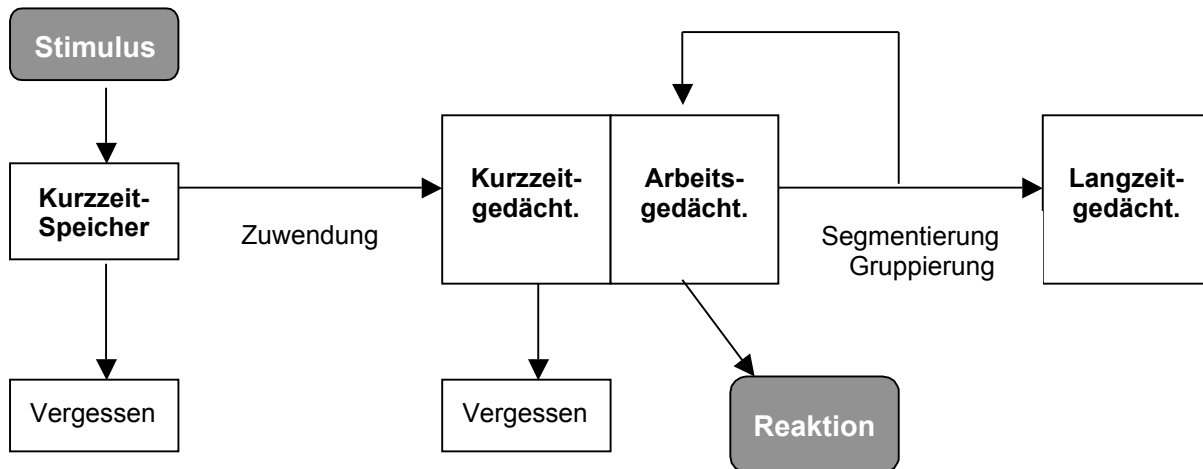 Stimulus
Kurzzeit-
Speicher
Zuwendung
Kurzzeit-
gedächt.
Arbeits-
gedächt.
Segmentierung
Gruppierung
Langzeit-
gedächt.
Vergessen
Vergessen
Reaktion